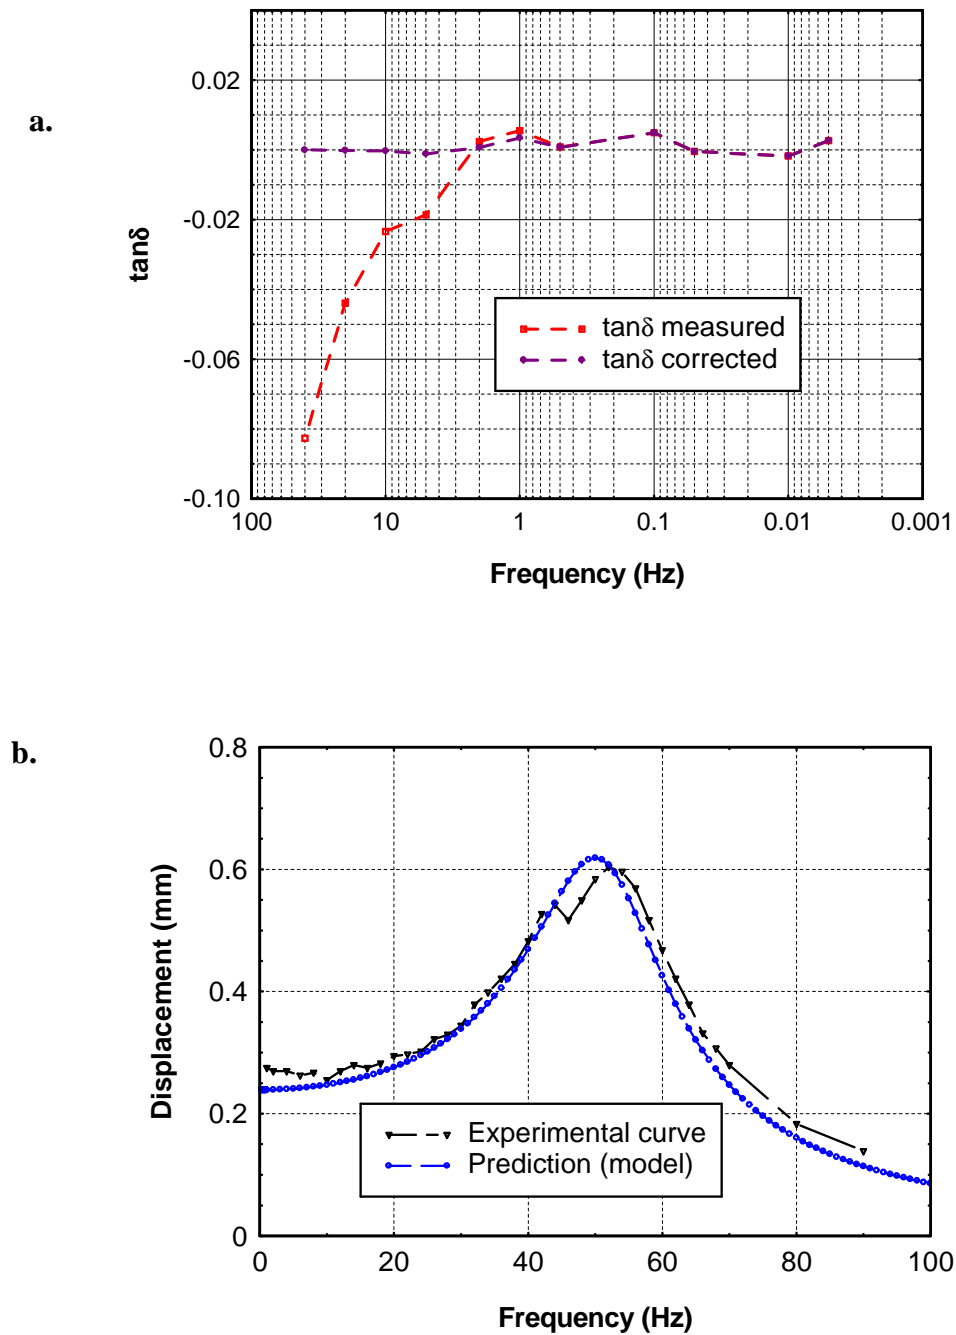 a.
0.02
-0.02
-0.06
-0.10
tanδ
tanδ measured
tanδ corrected
100 10 1 0.1 0.01 0.001
Frequency (Hz)
b.
0.8
0.6
0.4
0.2
0
Displacement (mm)
Experimental curve
Prediction (model)
0 20 40 60 80 100
Frequency (Hz)